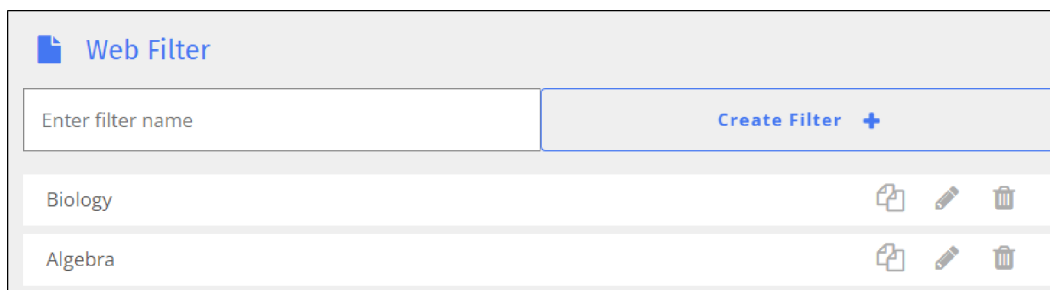 Web Filter
Enter filter name
Create Filter
Biology
Algebra